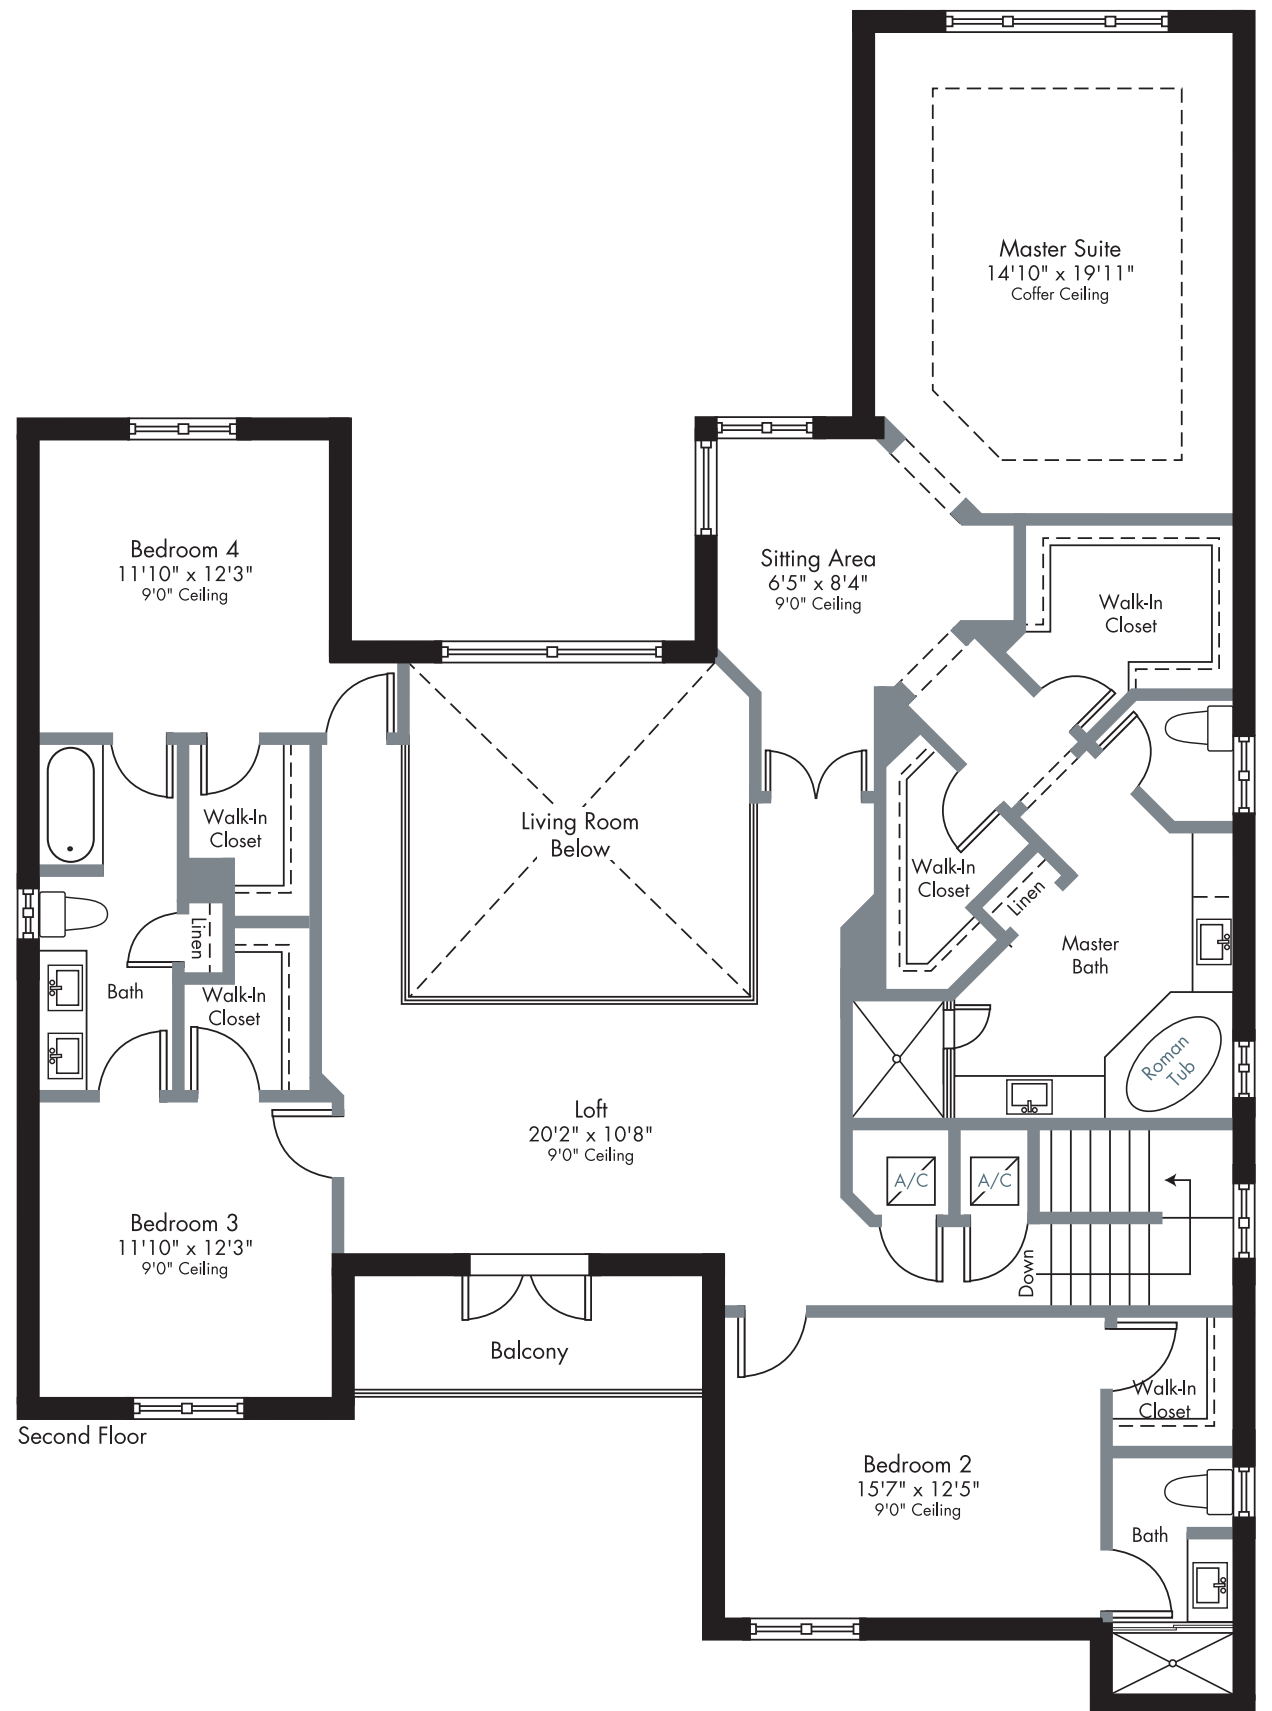 Master Suite
14'10" x 19'11"
Coffer Ceiling
Bedroom 4
11'10" x 12'3"
9'0" Ceiling
Sitting Area
6'5" x 8'4"
9'0" Ceiling
Walk-In
Closet
Walk-In
Closet
Living Room
Below
Walk-In
Closet
Linen
Linen
Master
Bath
Bath
Walk-In
Closet
Roman
Tub
Loft
20'2" x 10'8"
9'0" Ceiling
A/C
A/C
Bedroom 3
11'10" x 12'3"
9'0" Ceiling
Down
Balcony
Walk-In
Closet
Second Floor
Bedroom 2
15'7" x 12'5"
9'0" Ceiling
Bath